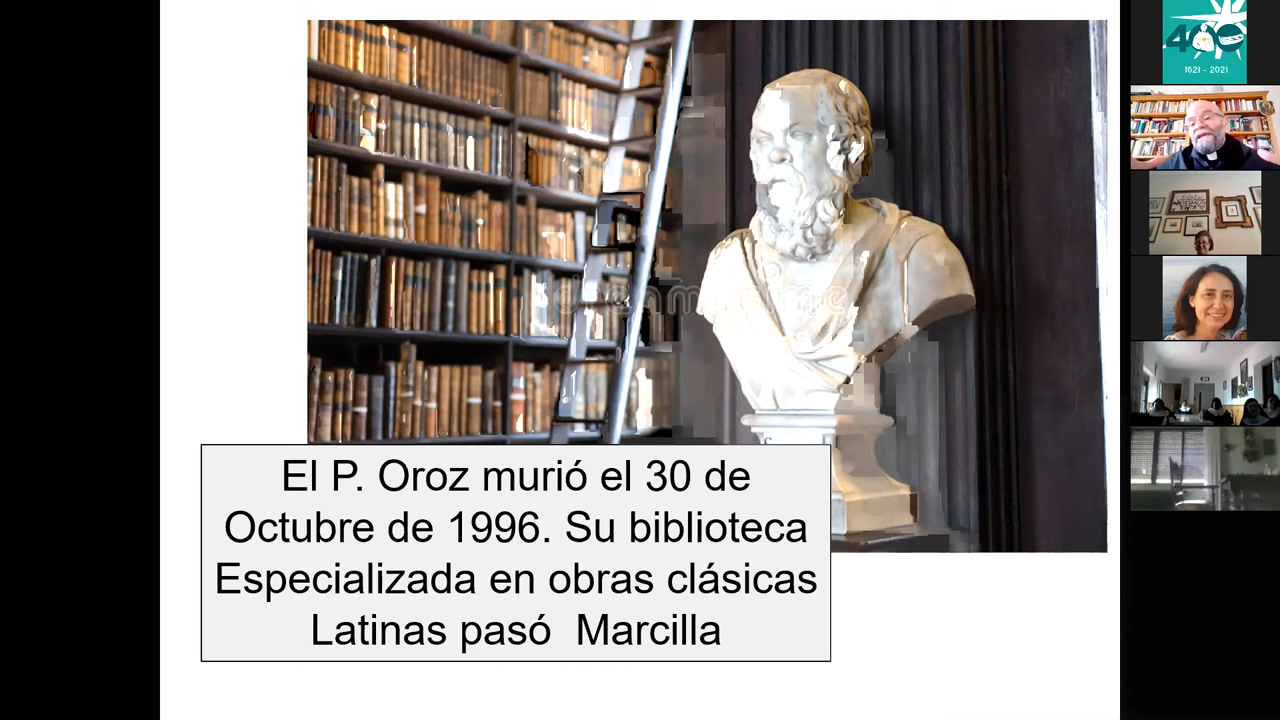 El P. Oroz murió el 30 de
Octubre de 1996. Su biblioteca
Especializada en obras clásicas
Latinas pasó  Marcilla
400
1621 - 2021